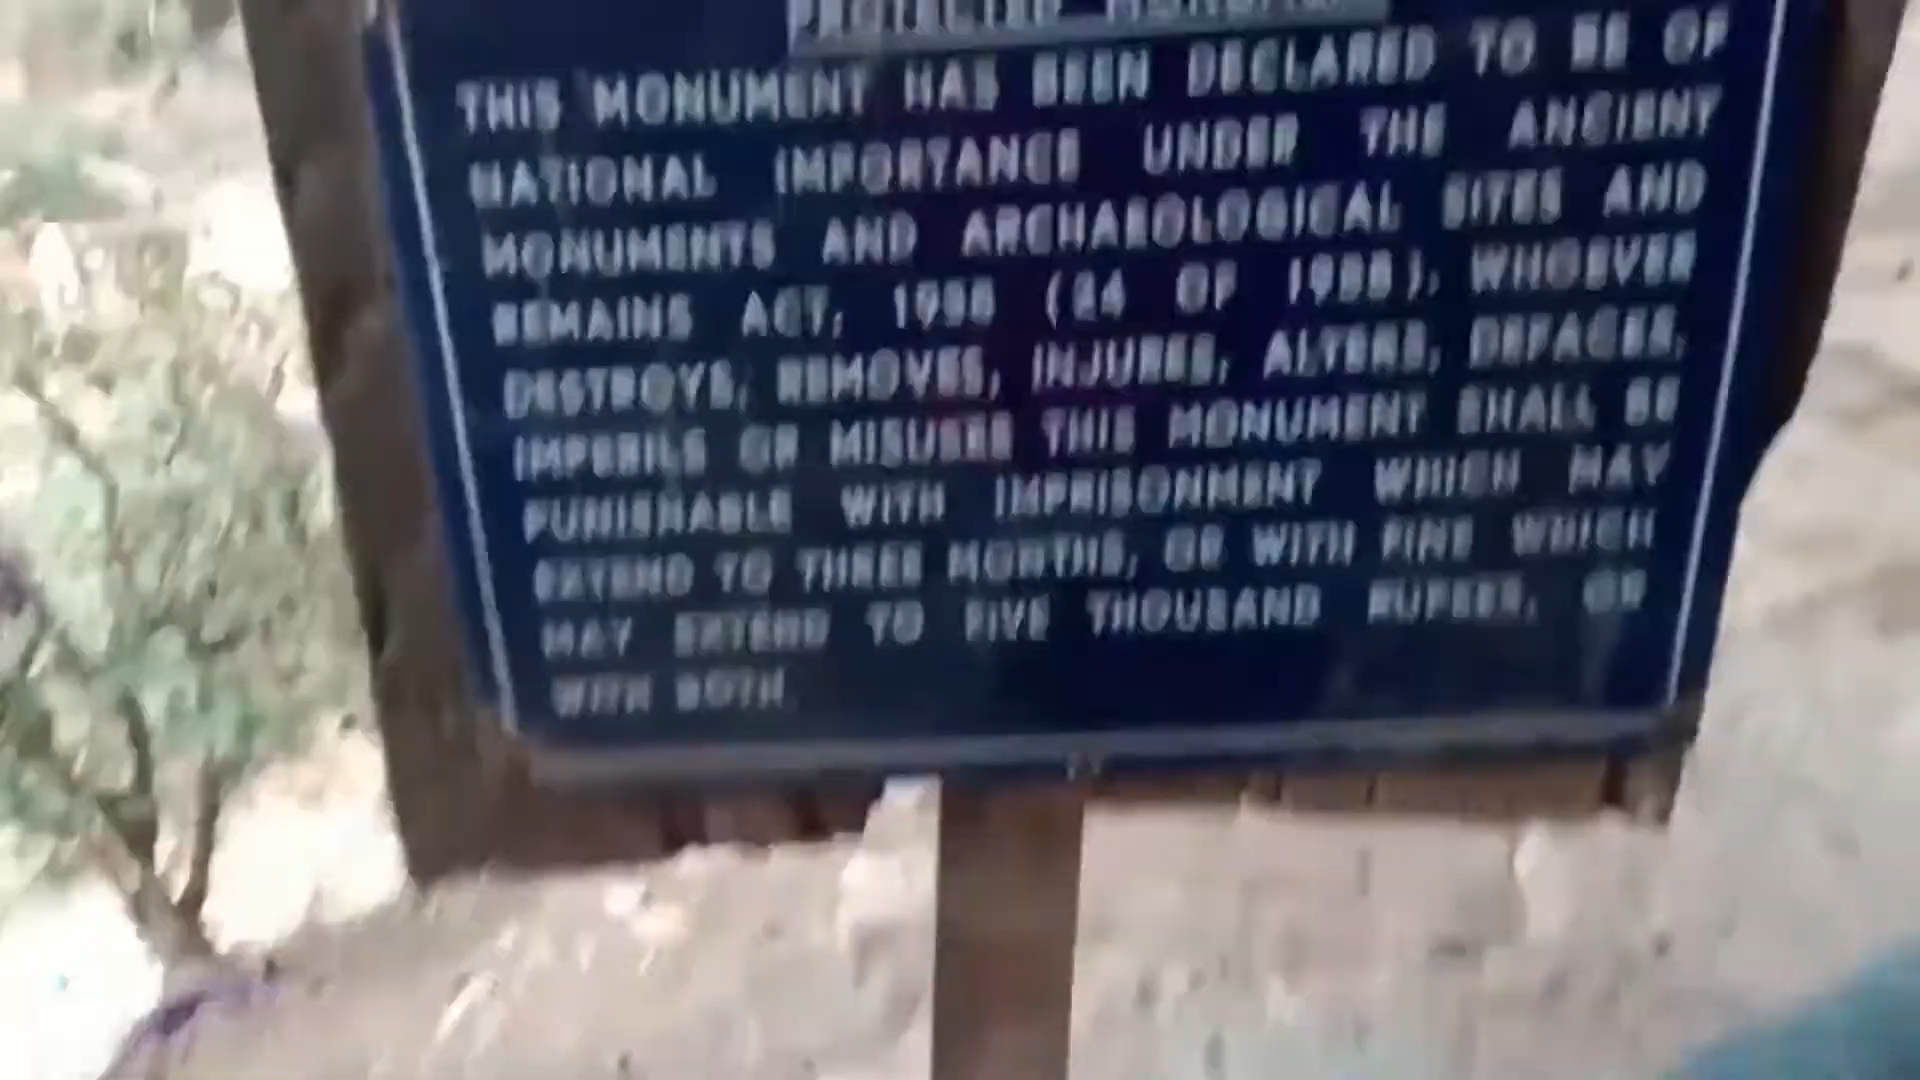 PROTECTED MONUMENT
THIS MONUMENT HAS BEEN DECLARED TO BE OF
NATIONAL IMPORTANCE UNDER THE ANCIENT
MONUMENTS AND ARCHAEOLOGICAL SITES AND
REMAINS ACT, 1958 (24 OF 1958), WHOEVER
DESTROYS, REMOVES, INJURES, ALTERS, DEFACES,
IMPERILS OR MISUSES THIS MONUMENT SHALL BE
PUNISHABLE WITH IMPRISONMENT WHICH MAY
EXTEND TO THREE MONTHS, OR WITH FINE WHICH
MAY EXTEND TO FIVE THOUSAND RUPEES, OR
WITH BOTH